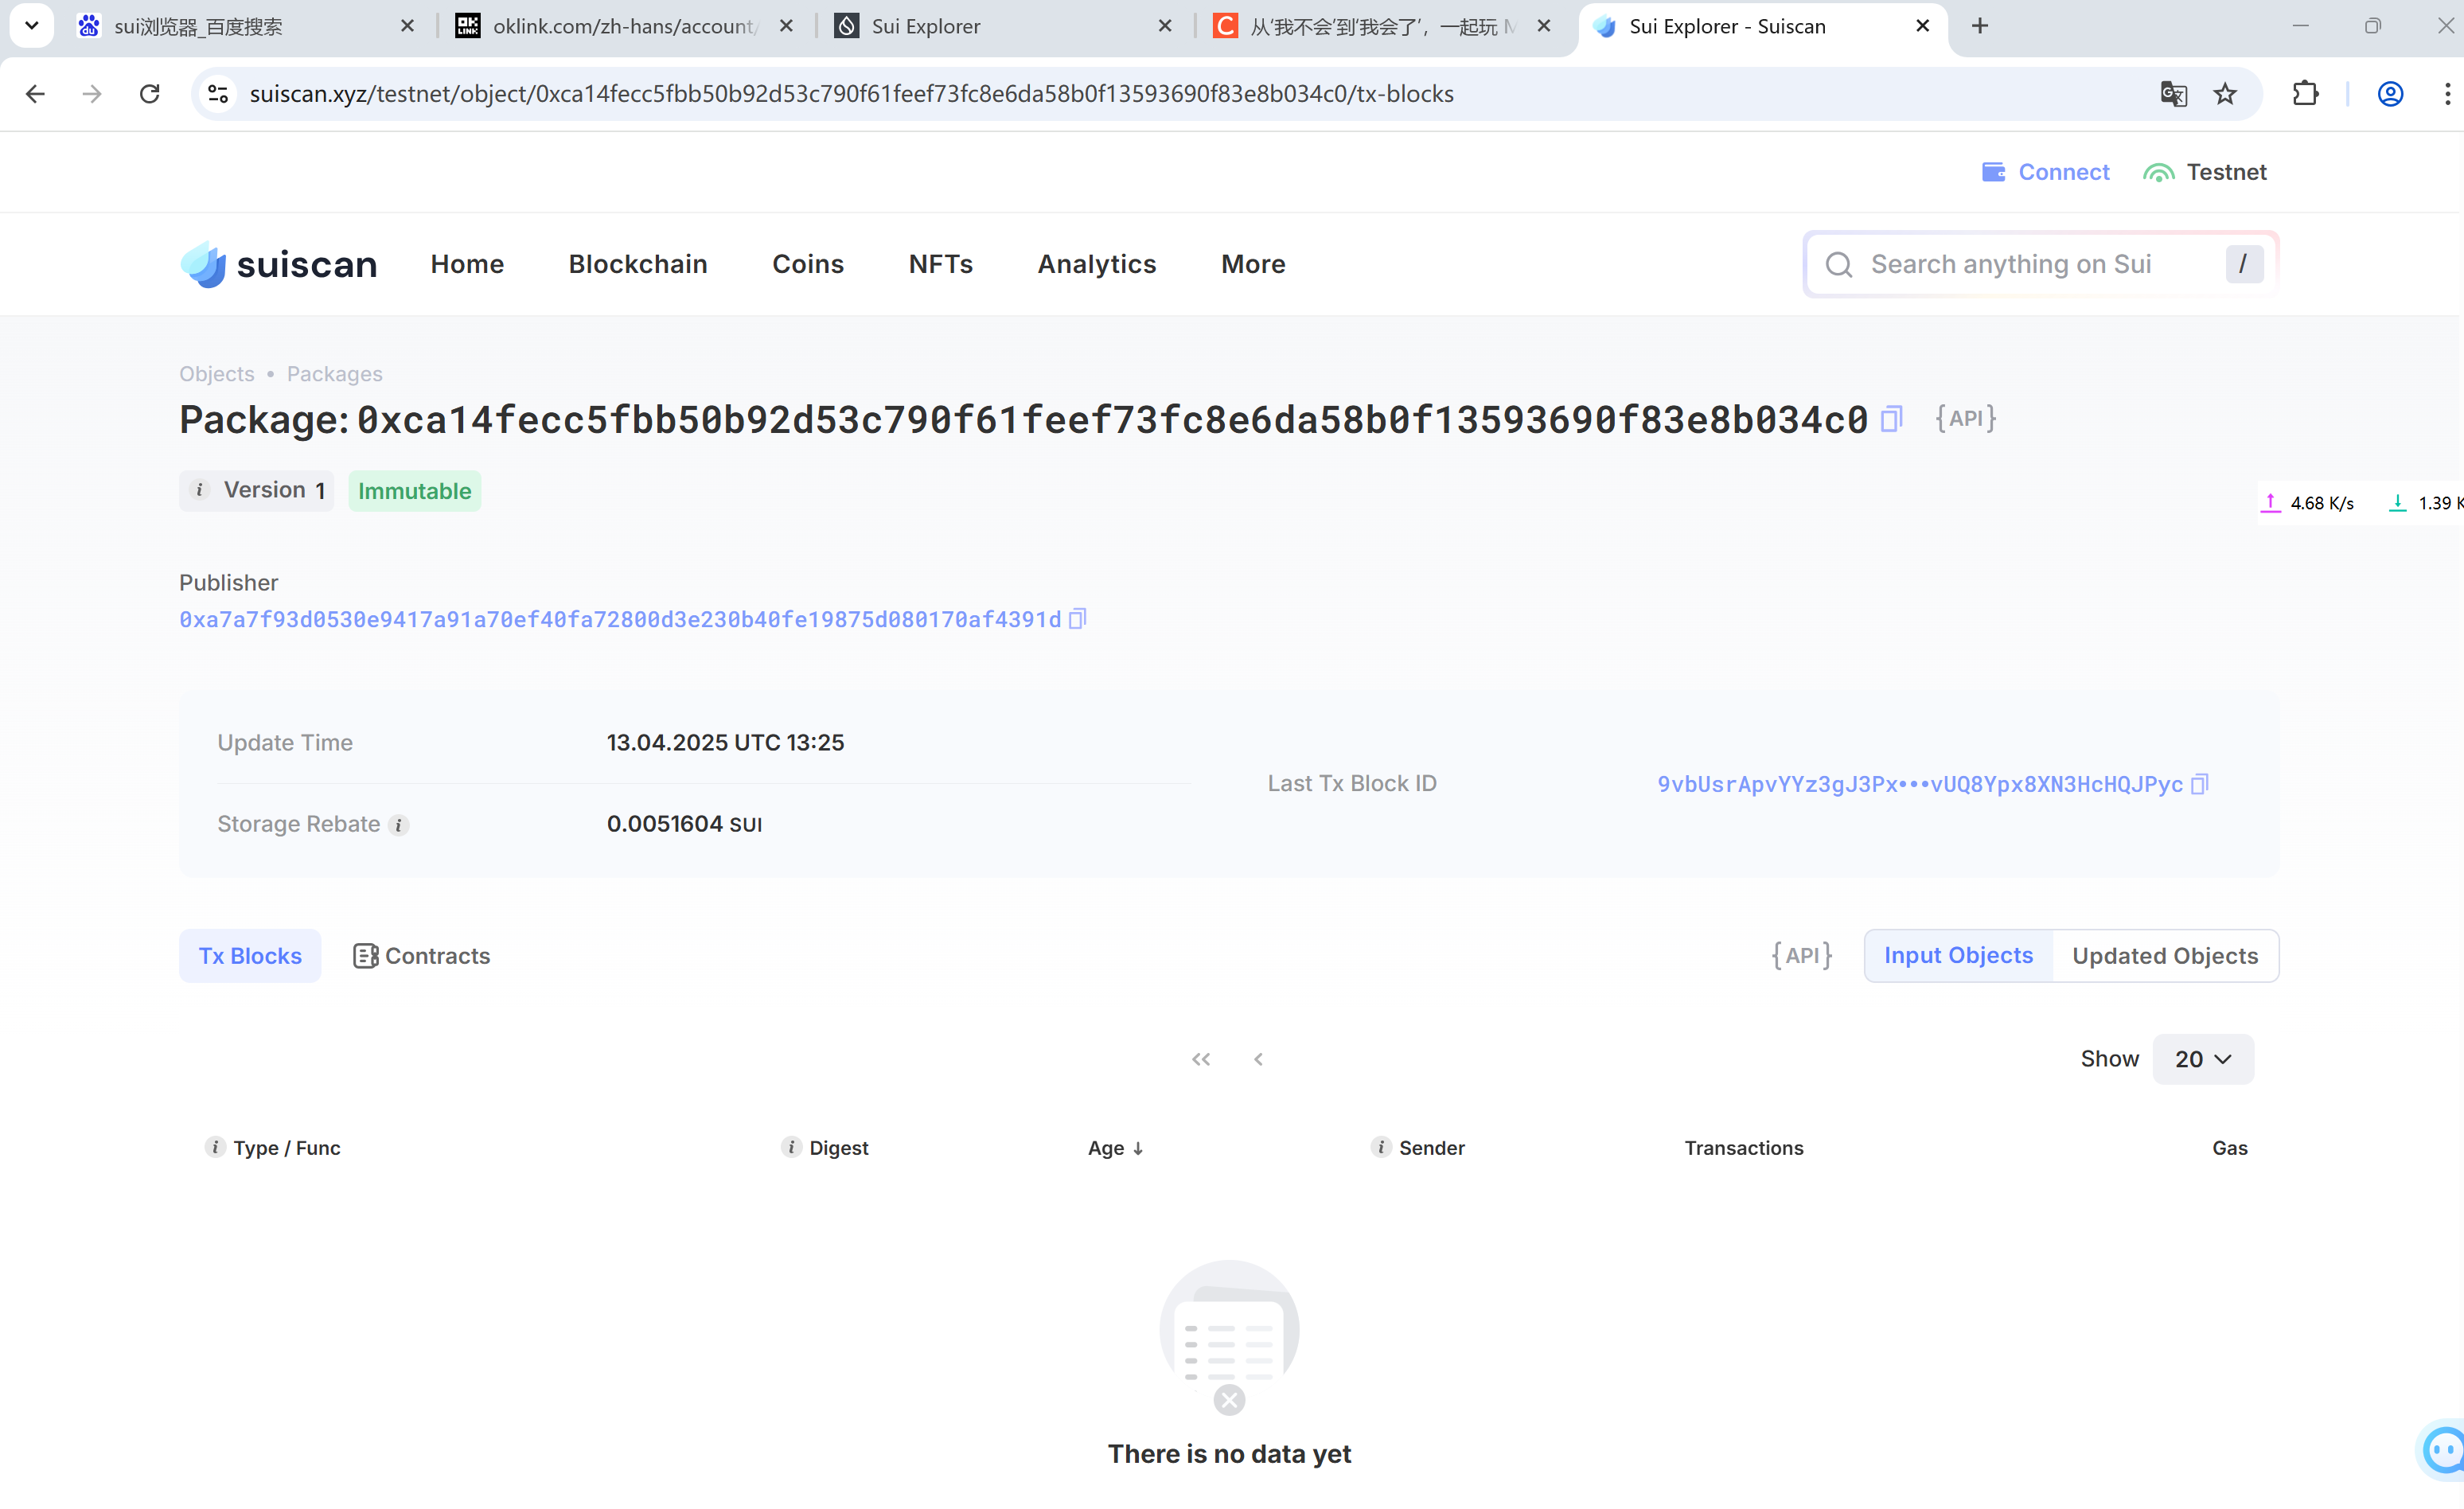 sui浏览器_百度搜索
oklink.com/zh-hans/account/
Sui Explorer
从‘我不会’到‘我会了’，一起玩 M
Sui Explorer - Suiscan
suiscan.xyz/testnet/object/0xca14fecc5fbb50b92d53c790f61feef73fc8e6da58b0f13593690f83e8b034c0/tx-blocks
Connect
Testnet
suiscan
Home
Blockchain
Coins
NFTs
Analytics
More
Search anything on Sui
/
Objects • Packages
Package: 0xca14fecc5fbb50b92d53c790f61feef73fc8e6da58b0f13593690f83e8b034c0
{API}
Version 1
Immutable
4.68 K/s
1.39 K
Publisher
0xa7a7f93d0530e9417a91a70ef40fa72800d3e230b40fe19875d080170af4391d
Update Time
13.04.2025 UTC 13:25
Last Tx Block ID
9vbUsrApvYYz3gJ3Px•••vUQ8Ypx8XN3HcHQJPyc
Storage Rebate
0.0051604 SUI
Tx Blocks
Contracts
{API}
Input Objects
Updated Objects
Show
20
Type / Func
Digest
Age ↓
Sender
Transactions
Gas
There is no data yet